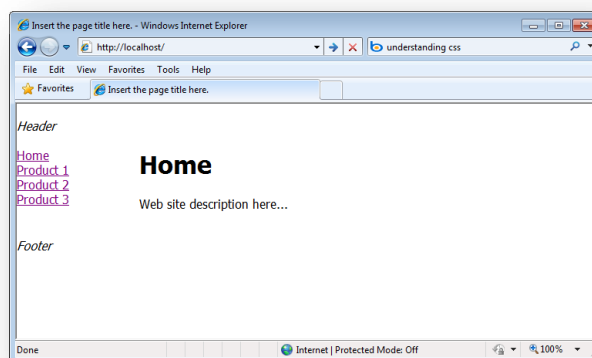 Insert the page title here. - Windows Internet Explorer
http://localhost/ understanding css
File Edit View Favorites Tools Help
Favorites Insert the page title here.
Header
Home
Product 1
Product 2
Product 3
Home
Web site description here...
Footer
Done Internet | Protected Mode: Off 100%